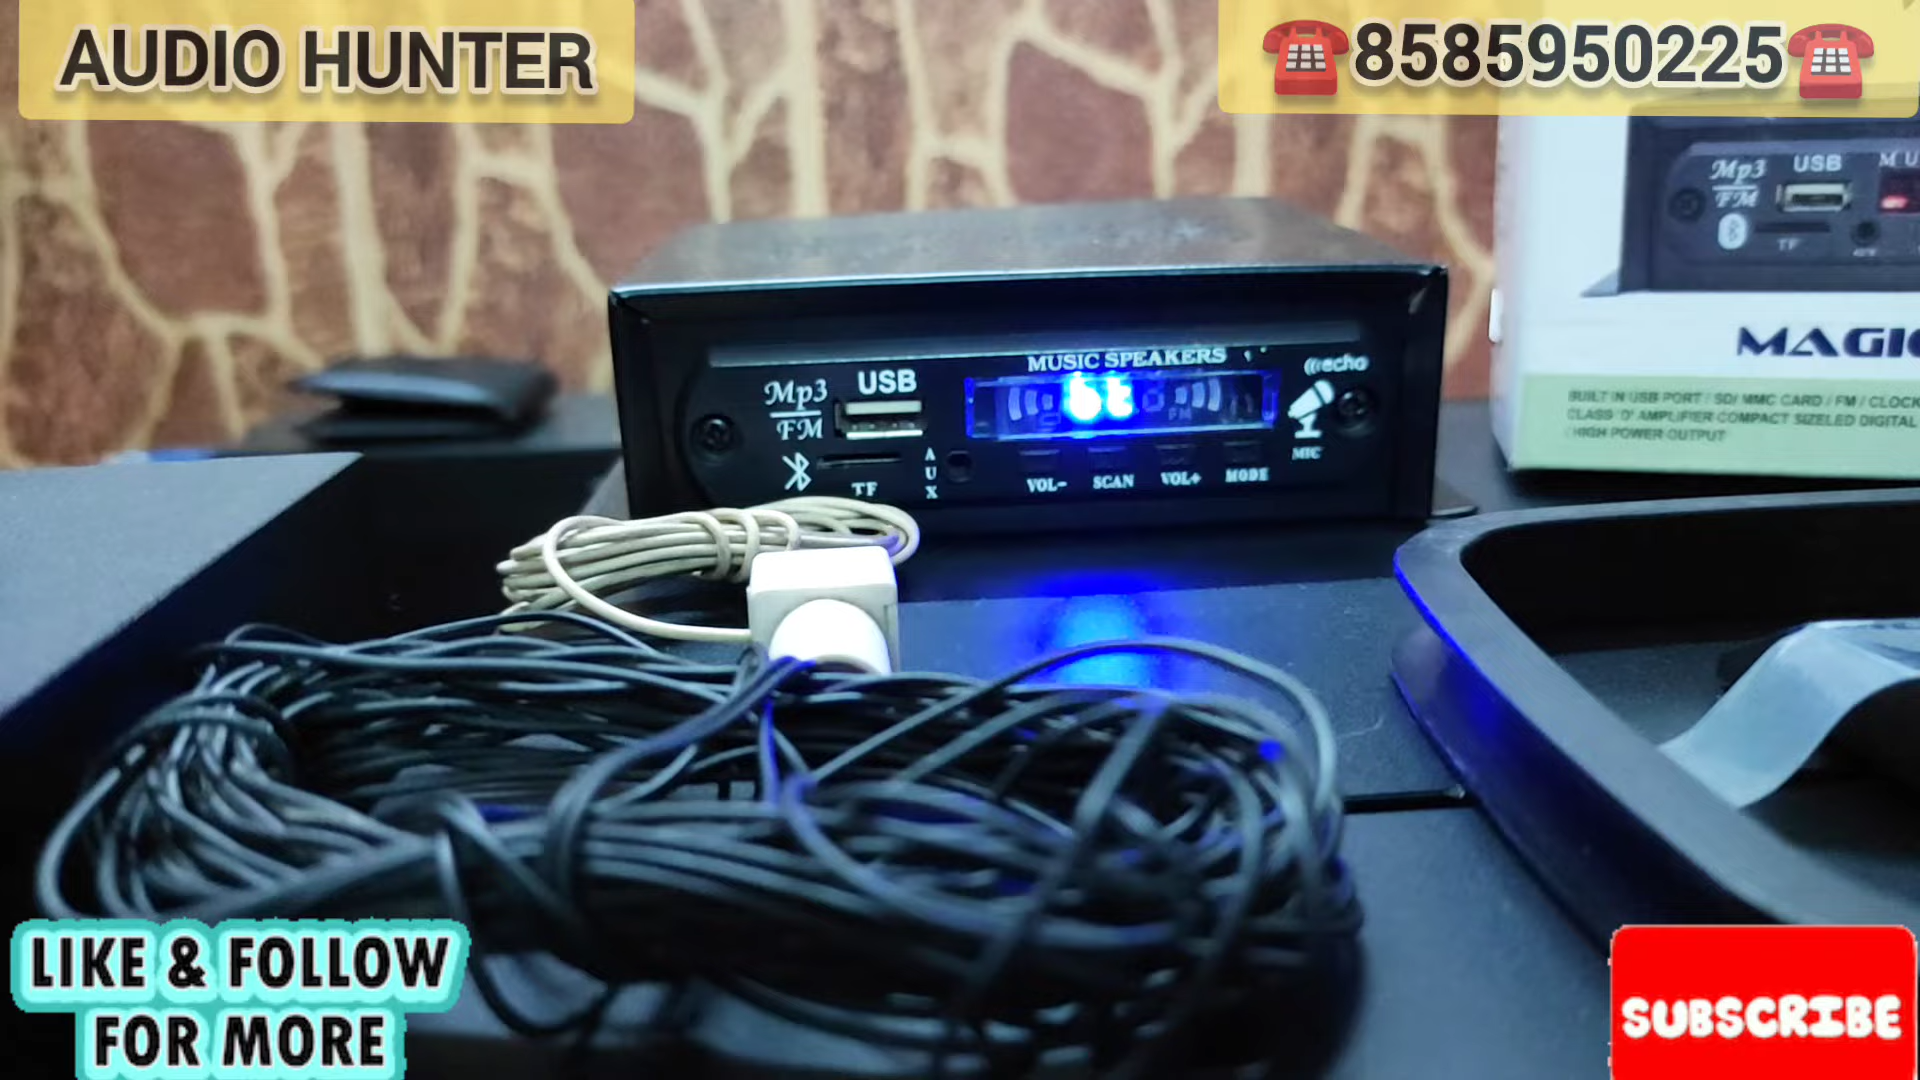 AUDIO HUNTER
☎8585950225☎
Mp3
FM
USB
TF
MUSIC SPEAKERS
((echo
Mp3
FM
USB
TF
AUX
bt
FM
VOL-
SCAN
VOL+
MODE
MIC
MAGIC
BUILT IN USB PORT / SD/ MMC CARD / FM / CLOCK
CLASS 'D' AMPLIFIER COMPACT SIZELED DIGITAL
/HIGH POWER OUTPUT
LIKE & FOLLOW
FOR MORE
SUBSCRIBE